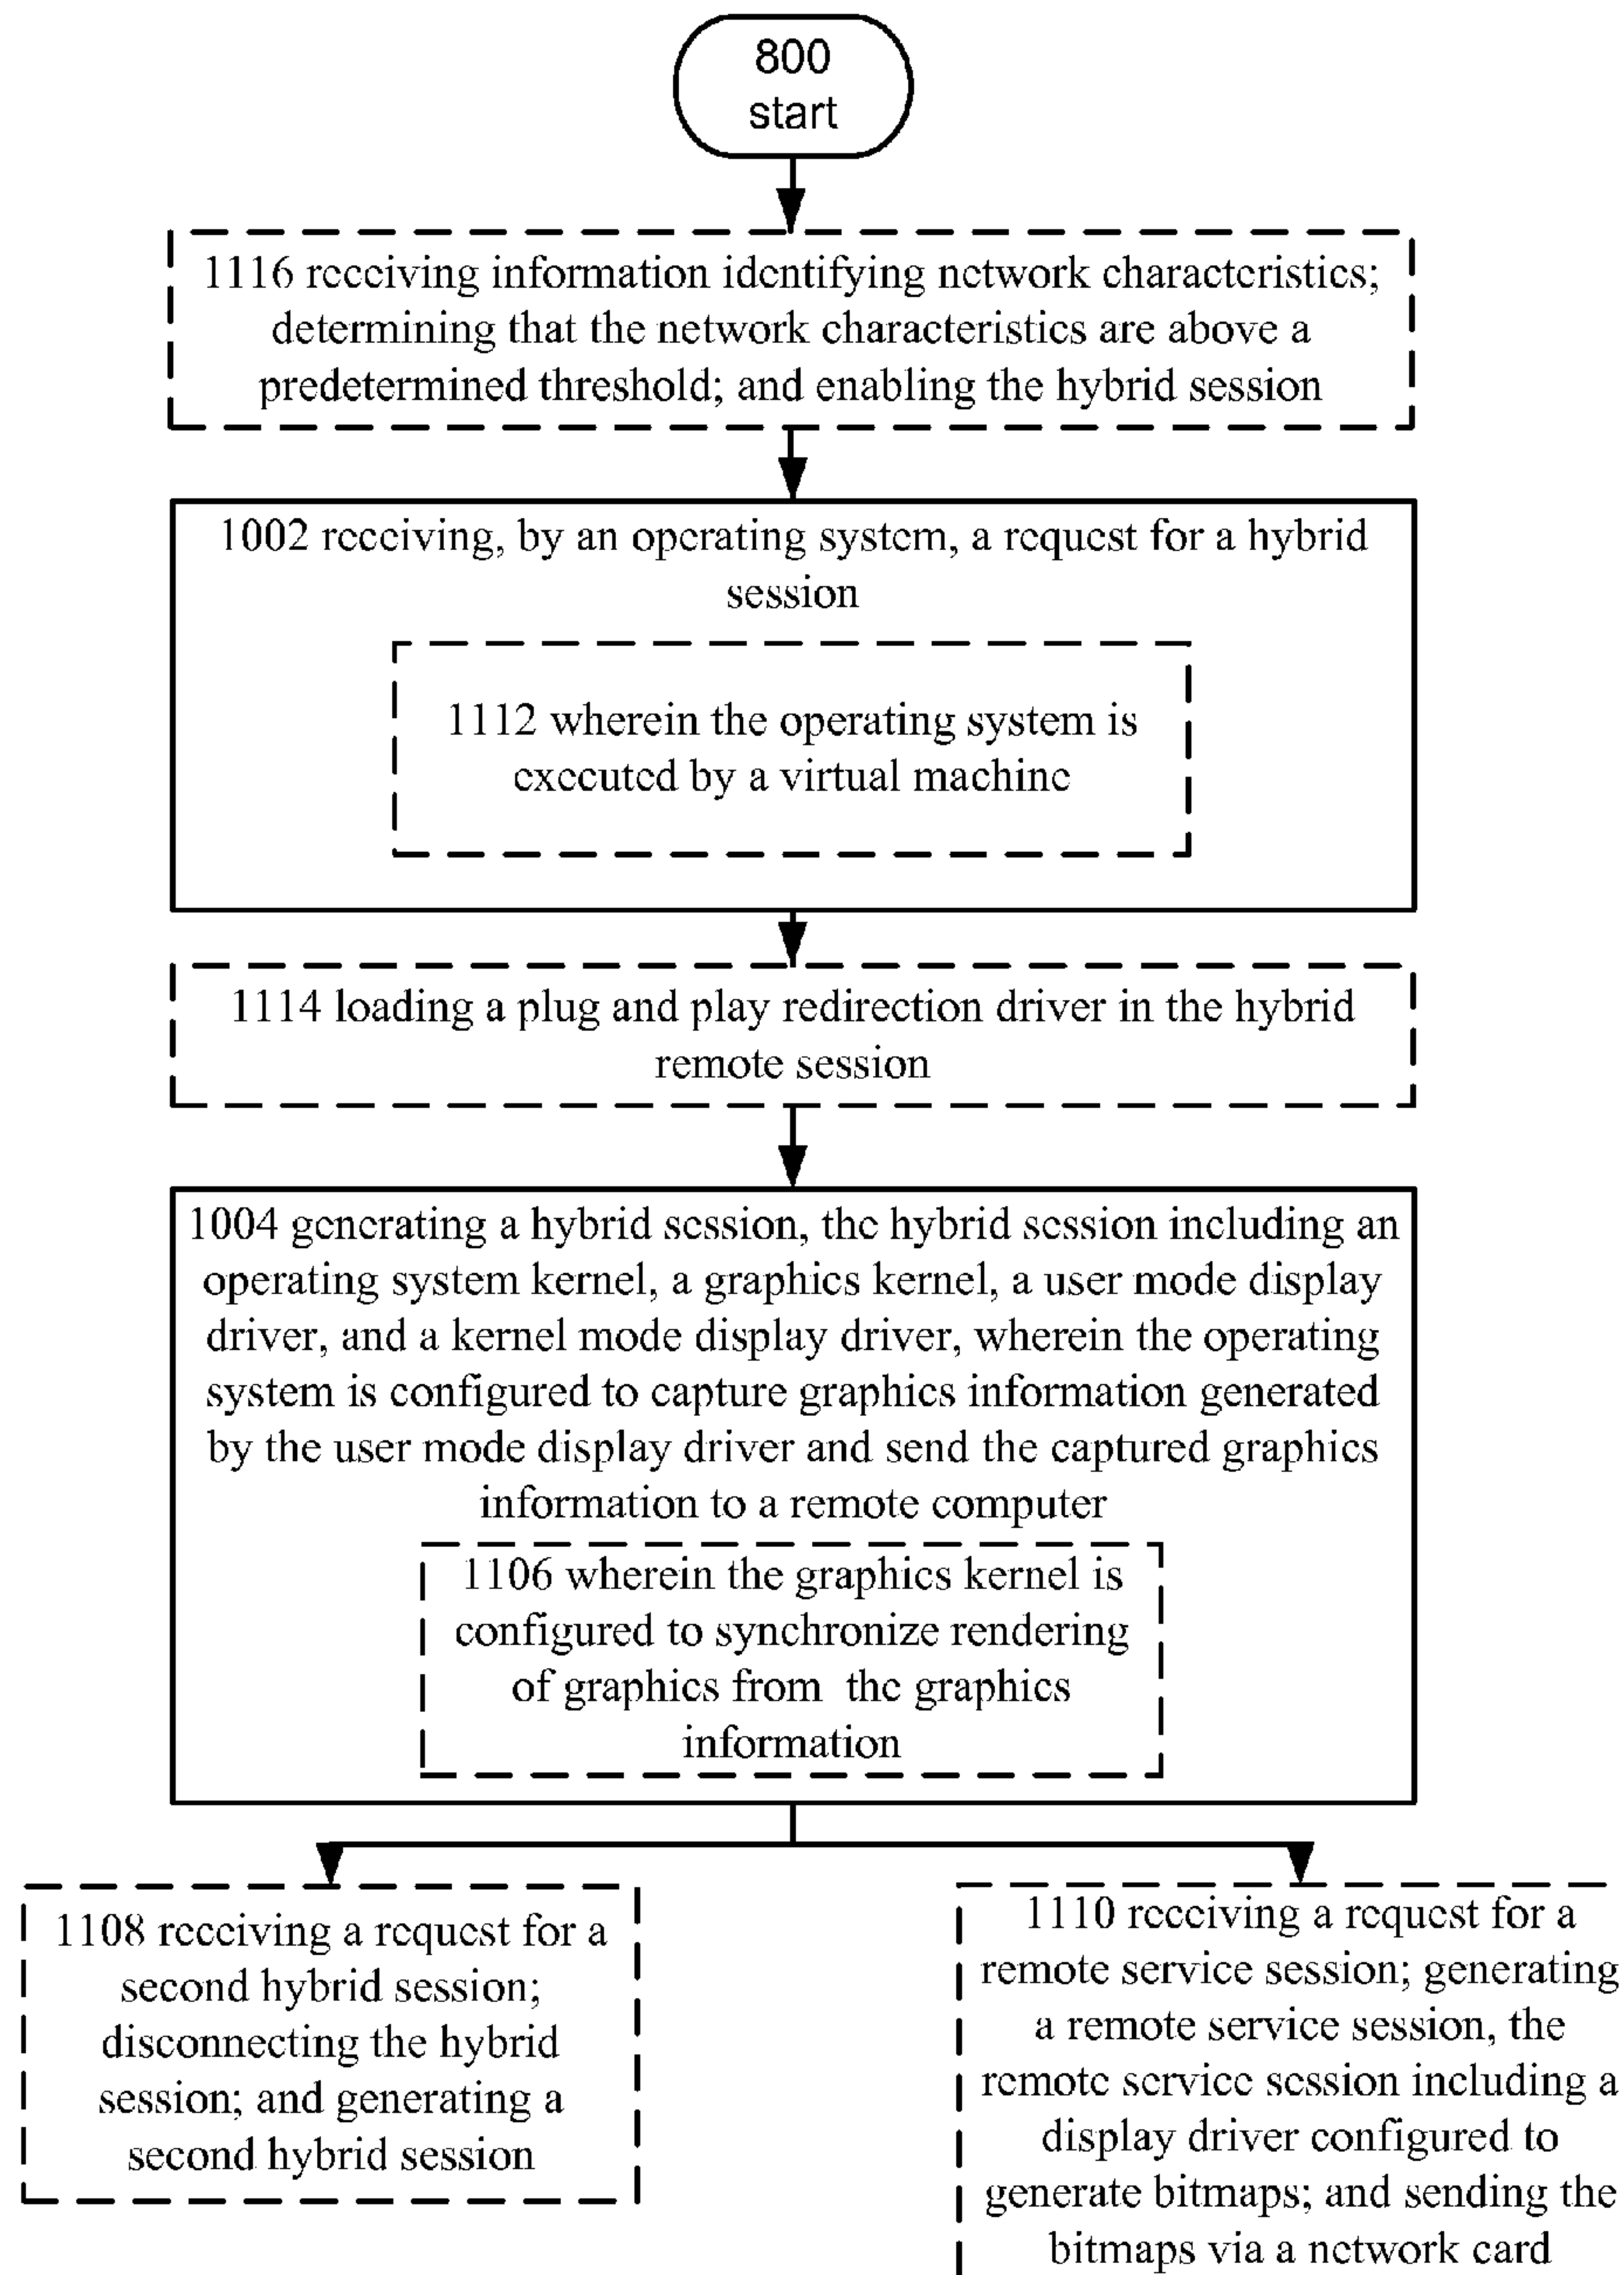 800
start
1116 receiving information identifying network characteristics;
determining that the network characteristics are above a
predetermined threshold; and enabling the hybrid session
1002 receiving, by an operating system, a request for a hybrid
session
1112 wherein the operating system is
executed by a virtual machine
1114 loading a plug and play redirection driver in the hybrid
remote session
1004 generating a hybrid session, the hybrid session including an
operating system kernel, a graphics kernel, a user mode display
driver, and a kernel mode display driver, wherein the operating
system is configured to capture graphics information generated
by the user mode display driver and send the captured graphics
information to a remote computer
1106 wherein the graphics kernel is
configured to synchronize rendering
of graphics from the graphics
information
1108 receiving a request for a
second hybrid session;
disconnecting the hybrid
session; and generating a
second hybrid session
1110 receiving a request for a
remote service session; generating
a remote service session, the
remote service session including a
display driver configured to
generate bitmaps; and sending the
bitmaps via a network card